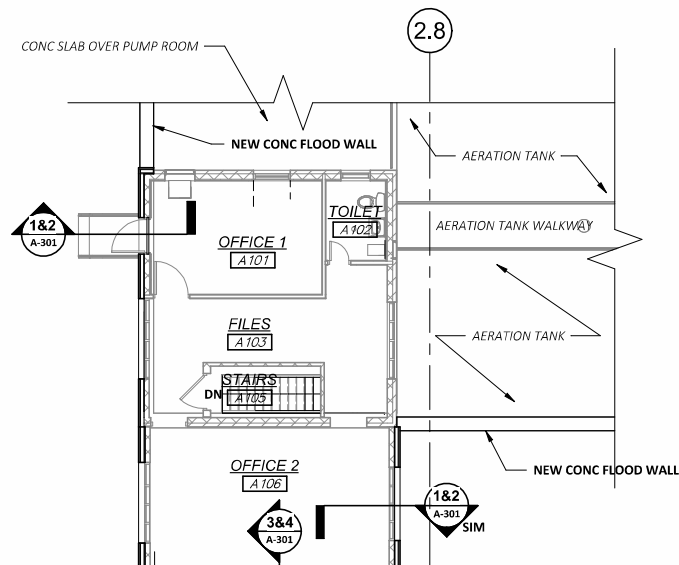 2.8
CONC SLAB OVER PUMP ROOM
NEW CONC FLOOD WALL
AERATION TANK
TOILET
A102
AERATION TANK WALKWAY
1&2
A-301
OFFICE 1
A101
FILES
A103
AERATION TANK
STAIRS
DN
A105
OFFICE 2
A106
NEW CONC FLOOD WALL
1&2
A-301
SIM
3&4
A-301